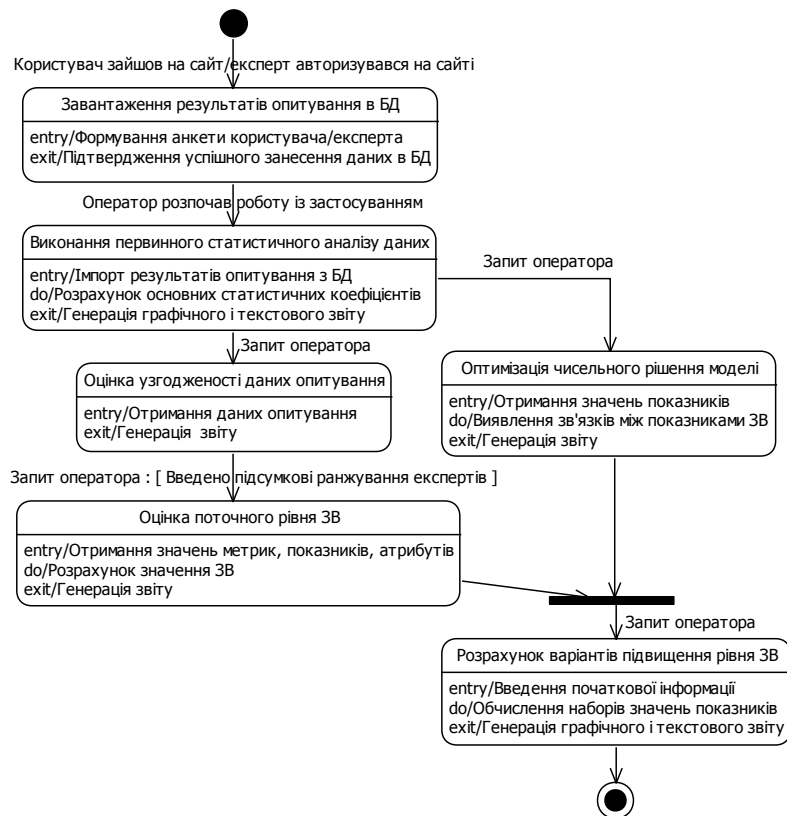 Користувач зайшов на сайт/експерт авторизувався на сайті
Завантаження результатів опитування в БД
entry/Формування анкети користувача/експерта
exit/Підтвердження успішного занесення даних в БД
Оператор розпочав роботу із застосуванням
Виконання первинного статистичного аналізу даних
entry/Імпорт результатів опитування з БД
do/Розрахунок основних статистичних коефіцієнтів
exit/Генерація графічного і текстового звіту
Запит оператора
Запит оператора
Оцінка узгодженості даних опитування
entry/Отримання даних опитування
exit/Генерація звіту
Оптимізація чисельного рішення моделі
entry/Отримання значень показників
do/Виявлення зв'язків між показниками ЗВ
exit/Генерація звіту
Запит оператора : [ Введено підсумкові ранжування експертів ]
Оцінка поточного рівня ЗВ
entry/Отримання значень метрик, показників, атрибутів
do/Розрахунок значення ЗВ
exit/Генерація звіту
Запит оператора
Розрахунок варіантів підвищення рівня ЗВ
entry/Введення початкової інформації
do/Обчислення наборів значень показників
exit/Генерація графічного і текстового звіту